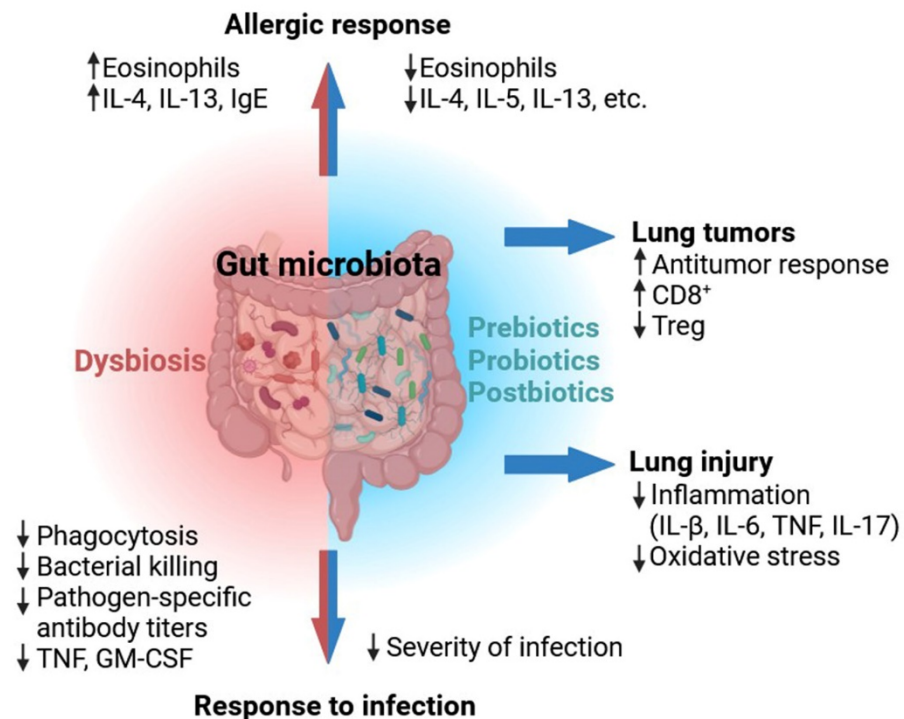 Allergic response
↑Eosinophils
↑IL-4, IL-13, IgE
↓Eosinophils
↓IL-4, IL-5, IL-13, etc.
Gut microbiota
Dysbiosis
Prebiotics
Probiotics
Postbiotics
Lung tumors
↑ Antitumor response
↑ CD8⁺
↓ Treg
Lung injury
↓ Inflammation
(IL-β, IL-6, TNF, IL-17)
↓ Oxidative stress
↓ Phagocytosis
↓ Bacterial killing
↓ Pathogen-specific
antibody titers
↓ TNF, GM-CSF
↓ Severity of infection
Response to infection